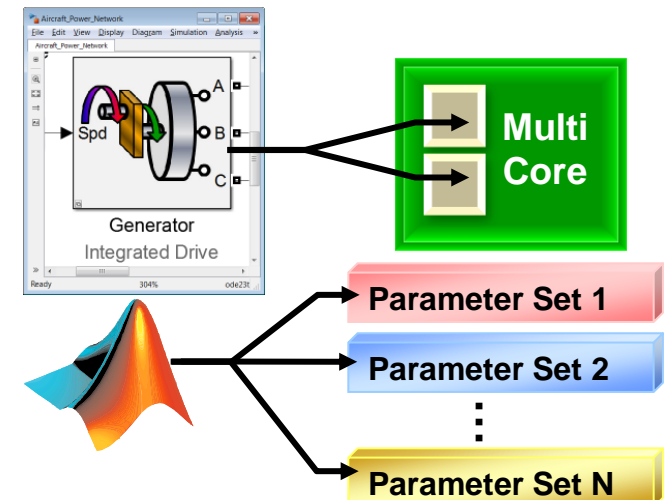 Aircraft_Power_Network
File Edit View Display Diagram Simulation Analysis »
Aircraft_Power_Network
A
Spd
B
C
Generator
Integrated Drive
Ready 304% ode23t
Multi
Core
Parameter Set 1
Parameter Set 2
Parameter Set N